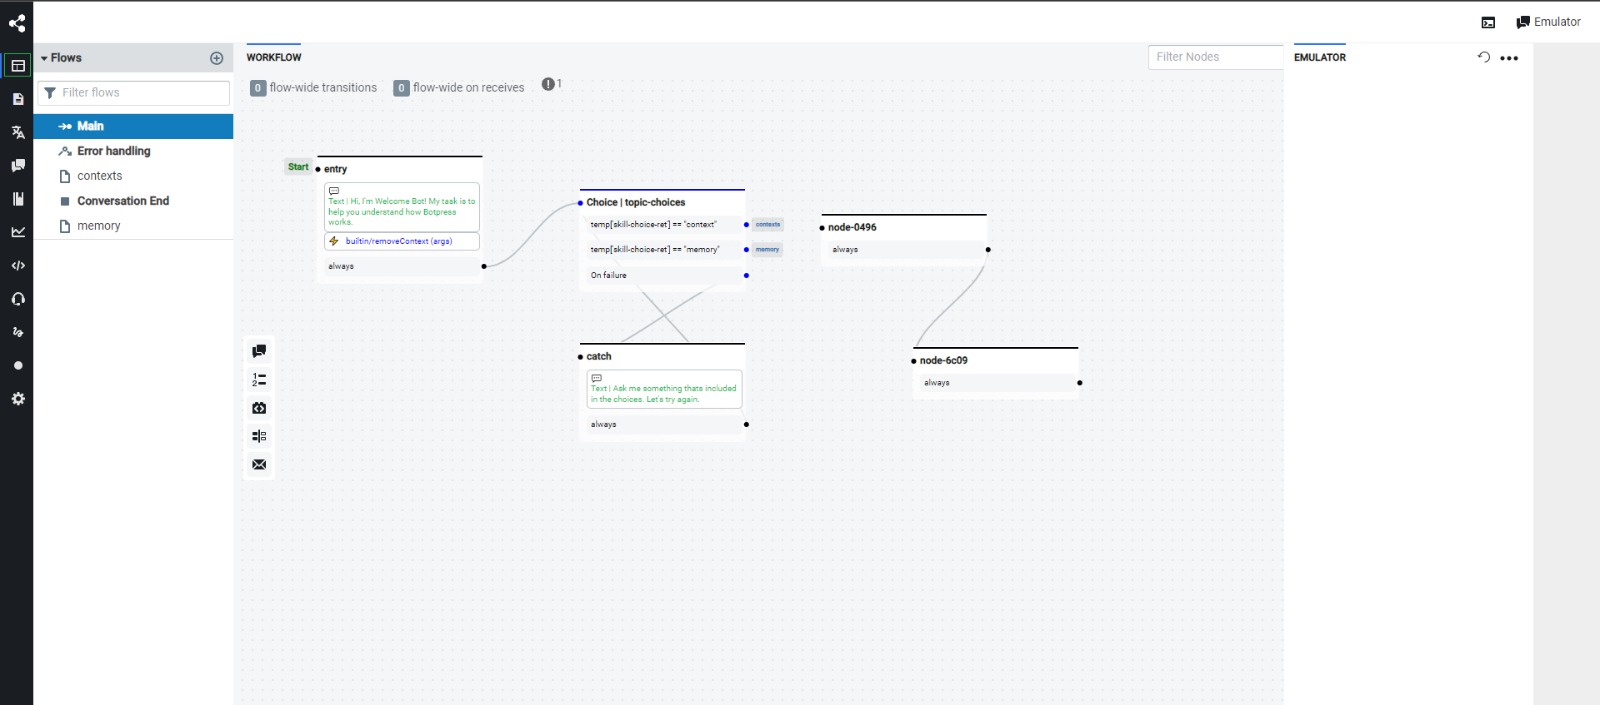 Emulator
Flows
Filter flows
Main
Error handling
contexts
Conversation End
memory
WORKFLOW
Filter Nodes
0 flow-wide transitions
0 flow-wide on receives
1
Start
entry
Text | Hi, I'm Welcome Bot! My task is to
help you understand how Botpress
works.
builtin/removeContext (args)
always
Choice | topic-choices
temp[skill-choice-ret] == "context"
contexts
temp[skill-choice-ret] == "memory"
memory
On failure
node-0496
always
catch
Text | Ask me something thats included
in the choices. Let's try again.
always
node-6c09
always
EMULATOR